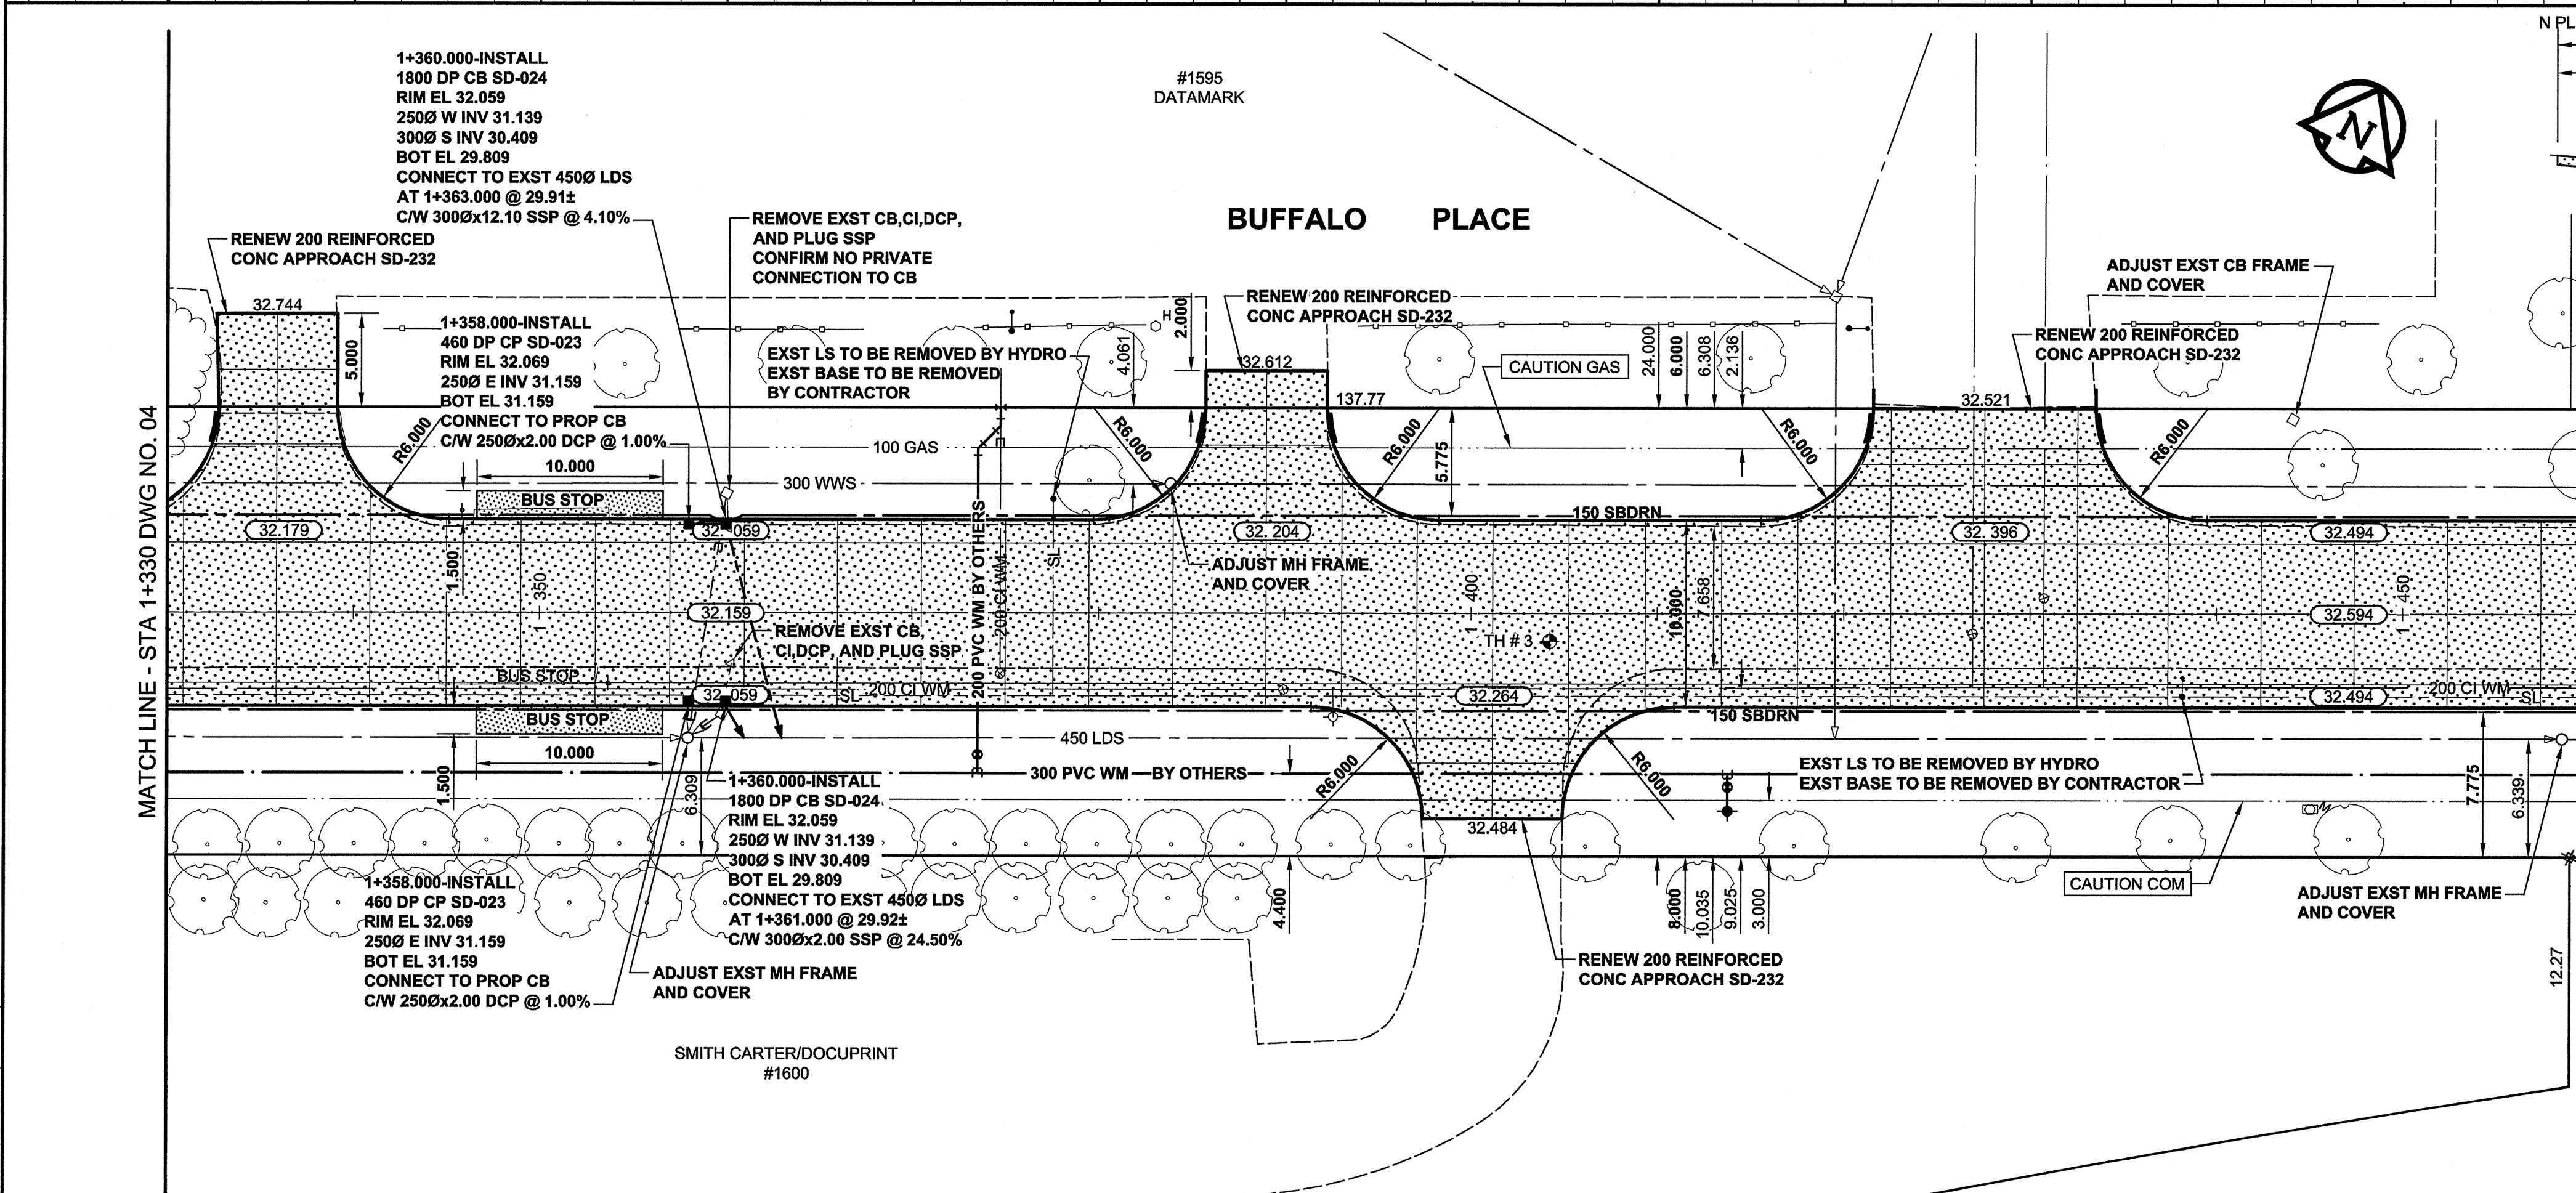 N PL
1+360.000-INSTALL
1800 DP CB SD-024
RIM EL 32.059
250Ø W INV 31.139
300Ø S INV 30.409
BOT EL 29.809
CONNECT TO EXST 450Ø LDS
AT 1+363.000 @ 29.91±
C/W 300Øx12.10 SSP @ 4.10%
#1595
DATAMARK
N
RENEW 200 REINFORCED
CONC APPROACH SD-232
REMOVE EXST CB,CI,DCP,
AND PLUG SSP
CONFIRM NO PRIVATE
CONNECTION TO CB
BUFFALO PLACE
ADJUST EXST CB FRAME
AND COVER
32.744
5.000
1+358.000-INSTALL
460 DP CP SD-023
RIM EL 32.069
250Ø E INV 31.159
BOT EL 31.159
CONNECT TO PROP CB
C/W 250Øx2.00 DCP @ 1.00%
EXST LS TO BE REMOVED BY HYDRO
EXST BASE TO BE REMOVED
BY CONTRACTOR
4.061
H
2.000
RENEW 200 REINFORCED
CONC APPROACH SD-232
32.612
137.77
CAUTION GAS
24.000
6.000
6.308
2.136
RENEW 200 REINFORCED
CONC APPROACH SD-232
32.521
MATCH LINE - STA 1+330 DWG NO. 04
R6.000
10.000
BUS STOP
100 GAS
300 WWS
R6.000
R6.000
5.775
R6.000
R6.000
150 SBDRN
32.179
32.059
32.204
32.396
32.494
1.500
1 350
200 PVC WM BY OTHERS
200 CI WM
SL
ADJUST MH FRAME
AND COVER
1 400
10.000
7.658
1 450
32.159
32.594
REMOVE EXST CB,
CI,DCP, AND PLUG SSP
TH # 3
BUS STOP
32.059
SL
200 CI WM
32.264
32.494
200 CI WM
SL
BUS STOP
10.000
1.500
6.309
450 LDS
150 SBDRN
300 PVC WM BY OTHERS
R6.000
R6.000
EXST LS TO BE REMOVED BY HYDRO
EXST BASE TO BE REMOVED BY CONTRACTOR
M
7.775
6.339
1+360.000-INSTALL
1800 DP CB SD-024
RIM EL 32.059
250Ø W INV 31.139
300Ø S INV 30.409
BOT EL 29.809
CONNECT TO EXST 450Ø LDS
AT 1+361.000 @ 29.92±
C/W 300Øx2.00 SSP @ 24.50%
32.484
1+358.000-INSTALL
460 DP CP SD-023
RIM EL 32.069
250Ø E INV 31.159
BOT EL 31.159
CONNECT TO PROP CB
C/W 250Øx2.00 DCP @ 1.00%
4.400
8.000
10.035
9.025
3.000
CAUTION COM
ADJUST EXST MH FRAME
AND COVER
ADJUST EXST MH FRAME
AND COVER
RENEW 200 REINFORCED
CONC APPROACH SD-232
12.27
SMITH CARTER/DOCUPRINT
#1600